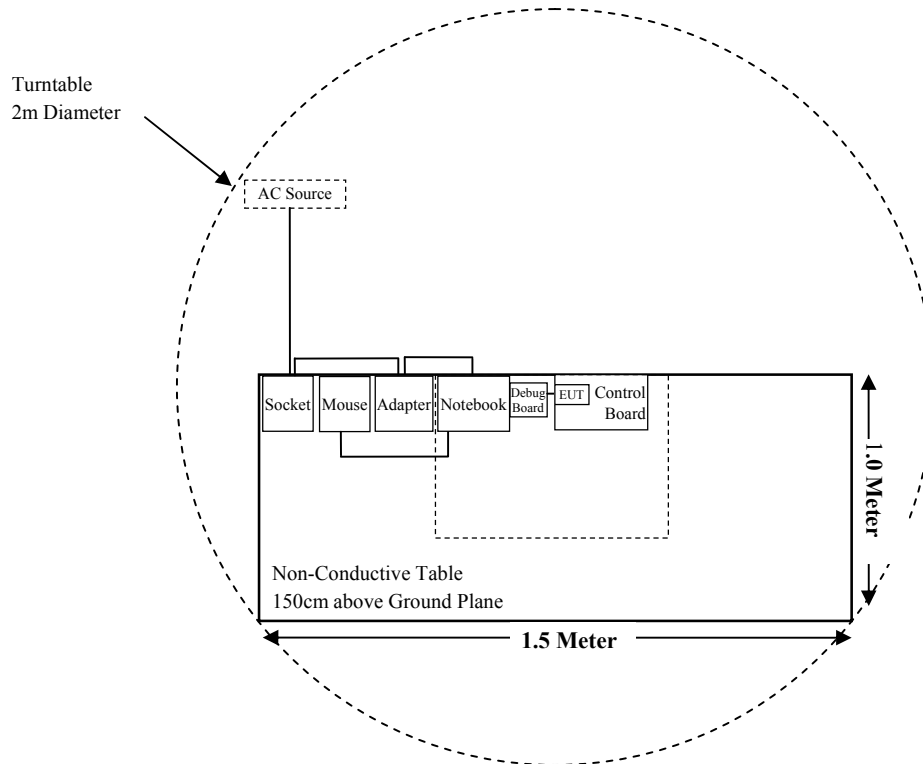 Turntable
2m Diameter
AC Source
Socket
Mouse
Adapter
Notebook
Debug
Board
EUT
Control
Board
1.0 Meter
Non-Conductive Table
150cm above Ground Plane
1.5 Meter